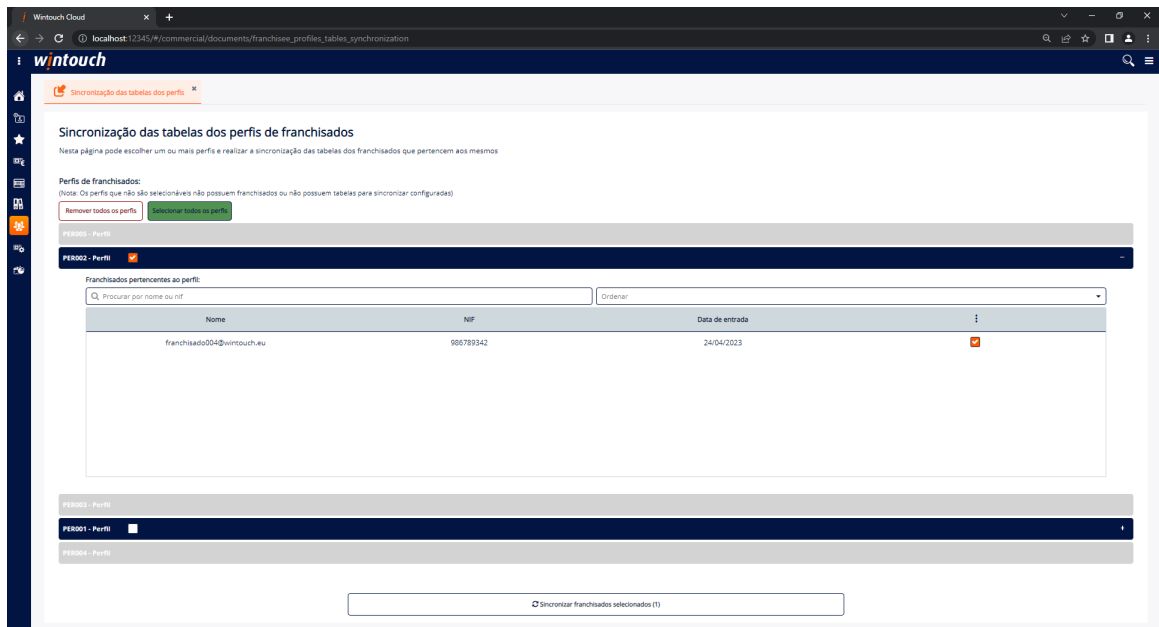 Wintouch Cloud
localhost:12345/#/commercial/documents/franchisee_profiles_tables_synchronization
wintouch
Sincronização das tabelas dos perfis
Sincronização das tabelas dos perfis de franchisados
Nesta página pode escolher um ou mais perfis e realizar a sincronização das tabelas dos franchisados que pertencem aos mesmos
Perfis de franchisados:
(Nota: Os perfis que não são selecionáveis não possuem franchisados ou não possuem tabelas para sincronizar configuradas)
Remover todos os perfis Selecionar todos os perfis
PER005 - Perfil
PER002 - Perfil
Franchisados pertencentes ao perfil:
Procurar por nome ou nif Ordenar
Nome NIF Data de entrada
franchisado004@wintouch.eu 986789342 24/04/2023
PER003 - Perfil
PER001 - Perfil
PER004 - Perfil
Sincronizar franchisados selecionados (1)